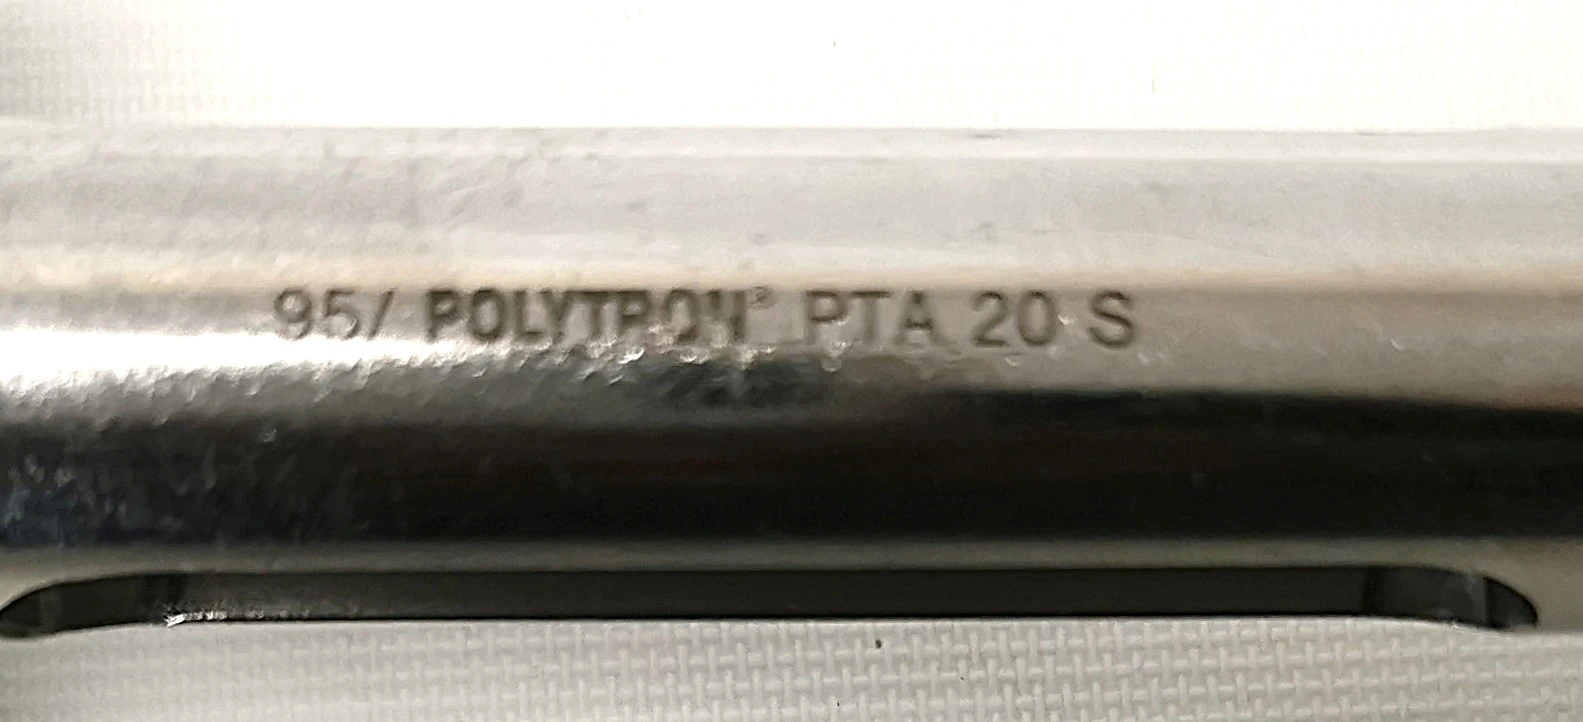 95/ POLYTRON® PTA 20 S